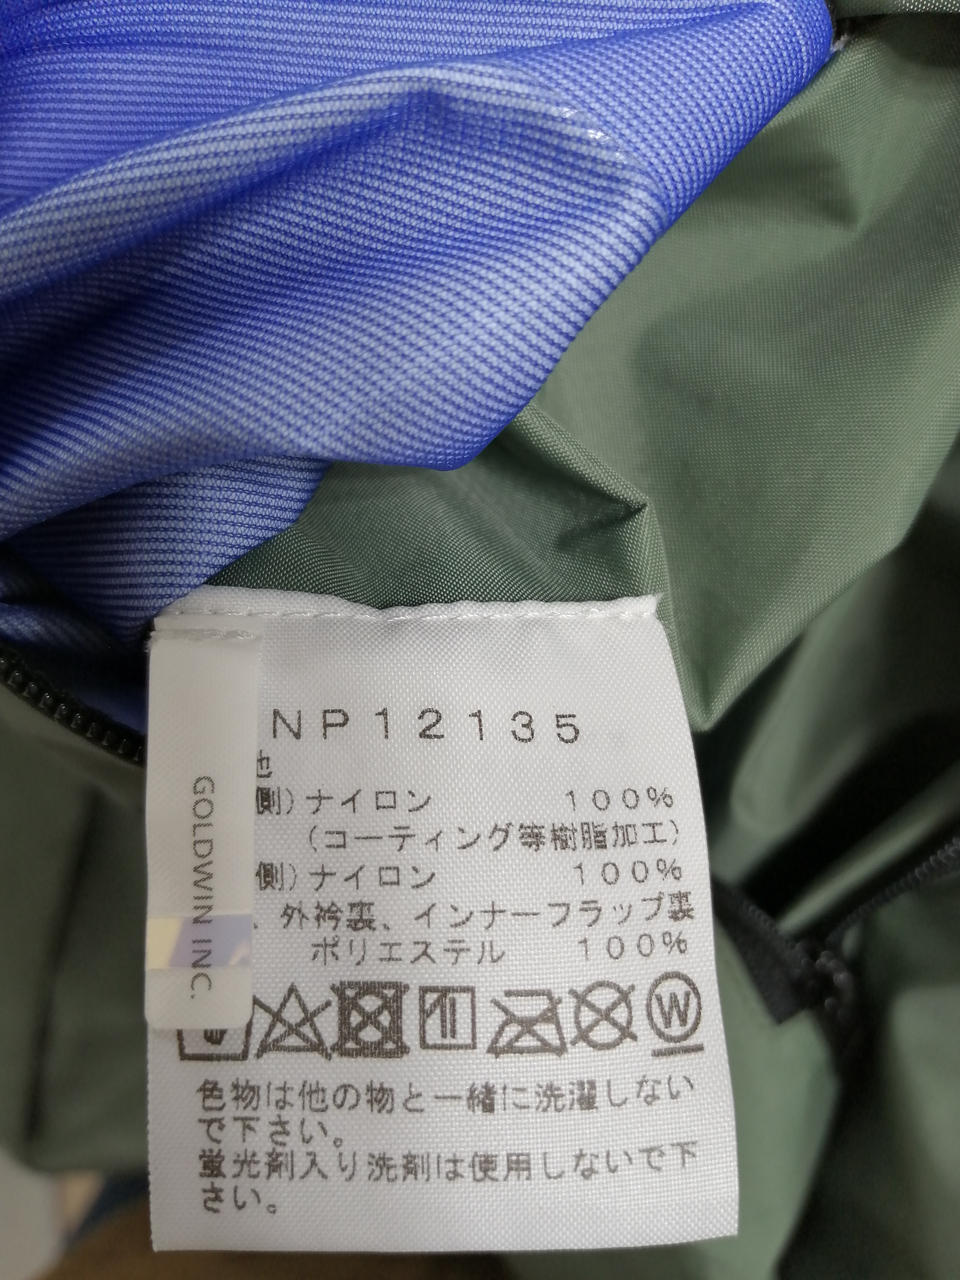 NP12135
他
側)ナイロン 100%
(コーティング等樹脂加工)
側)ナイロン 100%
、外衿裏、インナーフラップ裏
ポリエステル 100%
W
色物は他の物と一緒に洗濯しない
で下さい。
蛍光剤入り洗剤は使用しないで下
さい。
GOLDWIN INC.